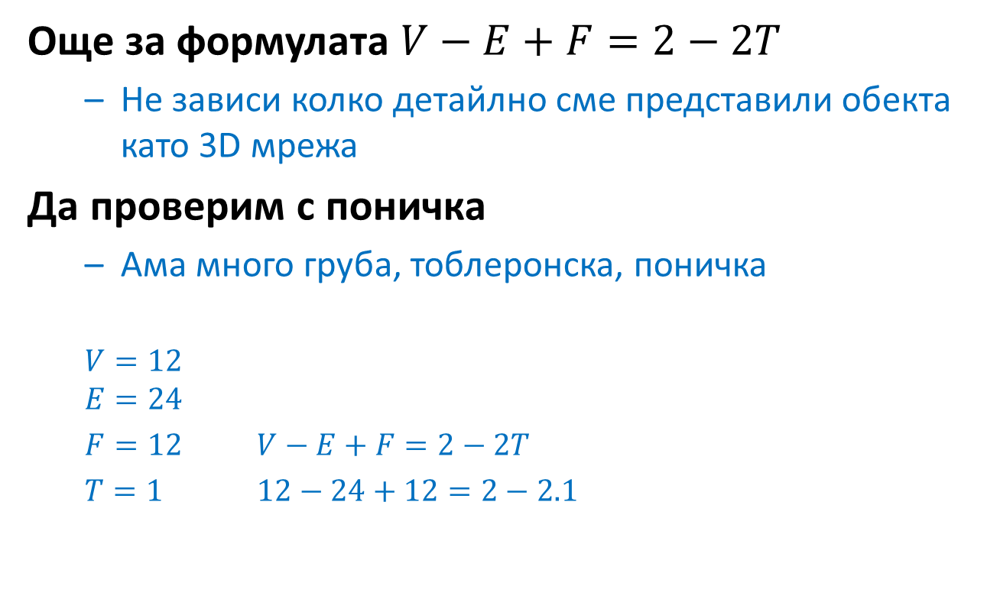 Още за формулата V − E + F = 2 − 2T
– Не зависи колко детайлно сме представили обекта
като 3D мрежа
Да проверим с поничка
– Ама много груба, тоблеронска, поничка
V = 12
E = 24
F = 12 V − E + F = 2 − 2T
T = 1 12 − 24 + 12 = 2 − 2.1